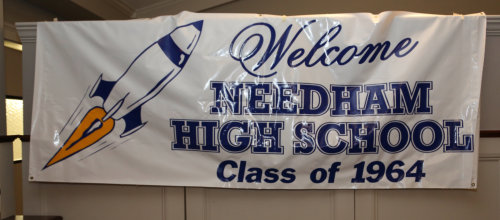 Welcome
NEEDHAM
HIGH SCHOOL
Class of 1964